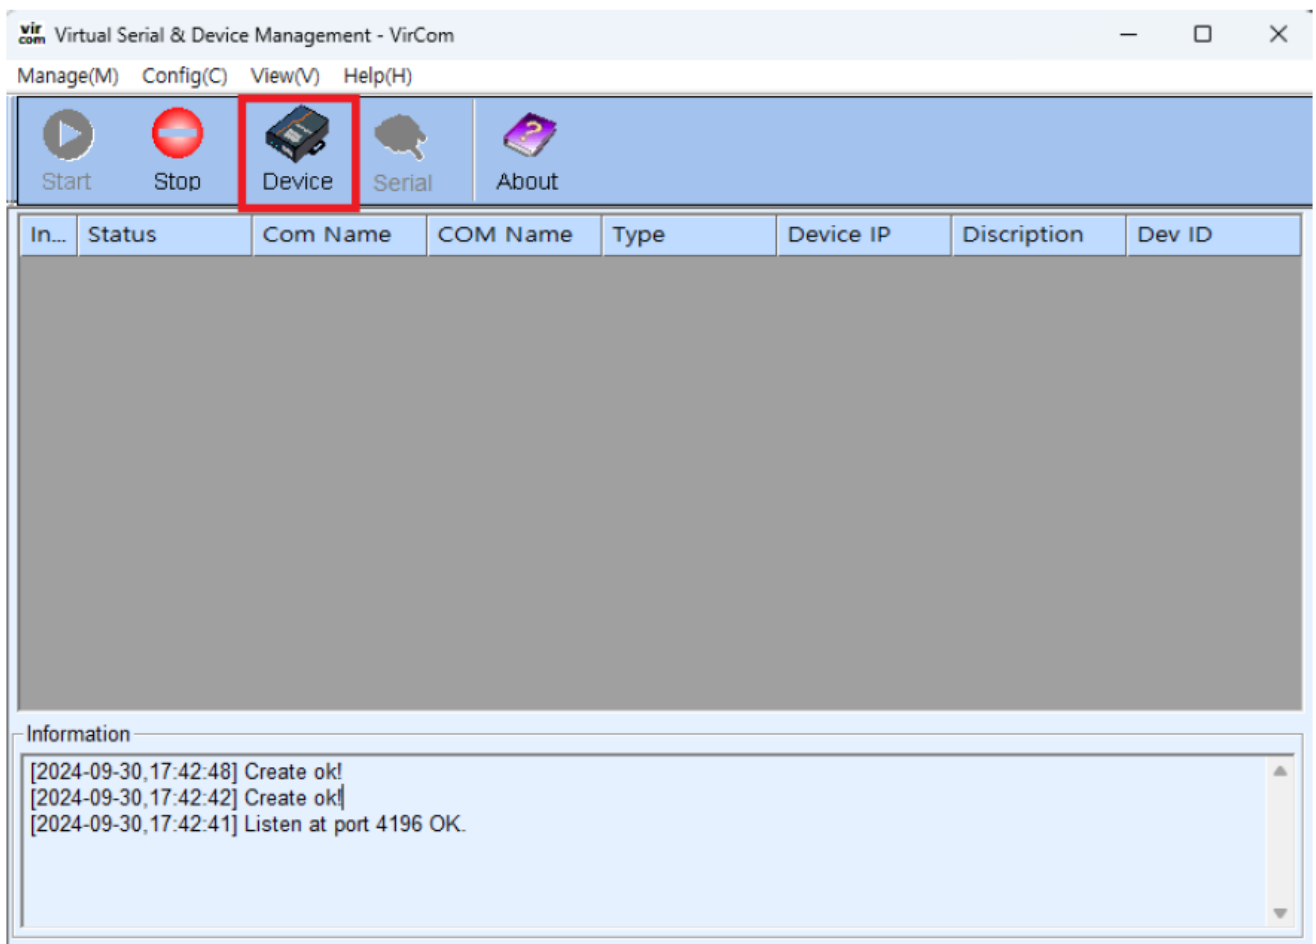 vir com Virtual Serial & Device Management - VirCom
Manage(M) Config(C) View(V) Help(H)
Start Stop Device Serial About
In... Status Com Name COM Name Type Device IP Discription Dev ID
Information
[2024-09-30,17:42:48] Create ok!
[2024-09-30,17:42:42] Create ok!
[2024-09-30,17:42:41] Listen at port 4196 OK.